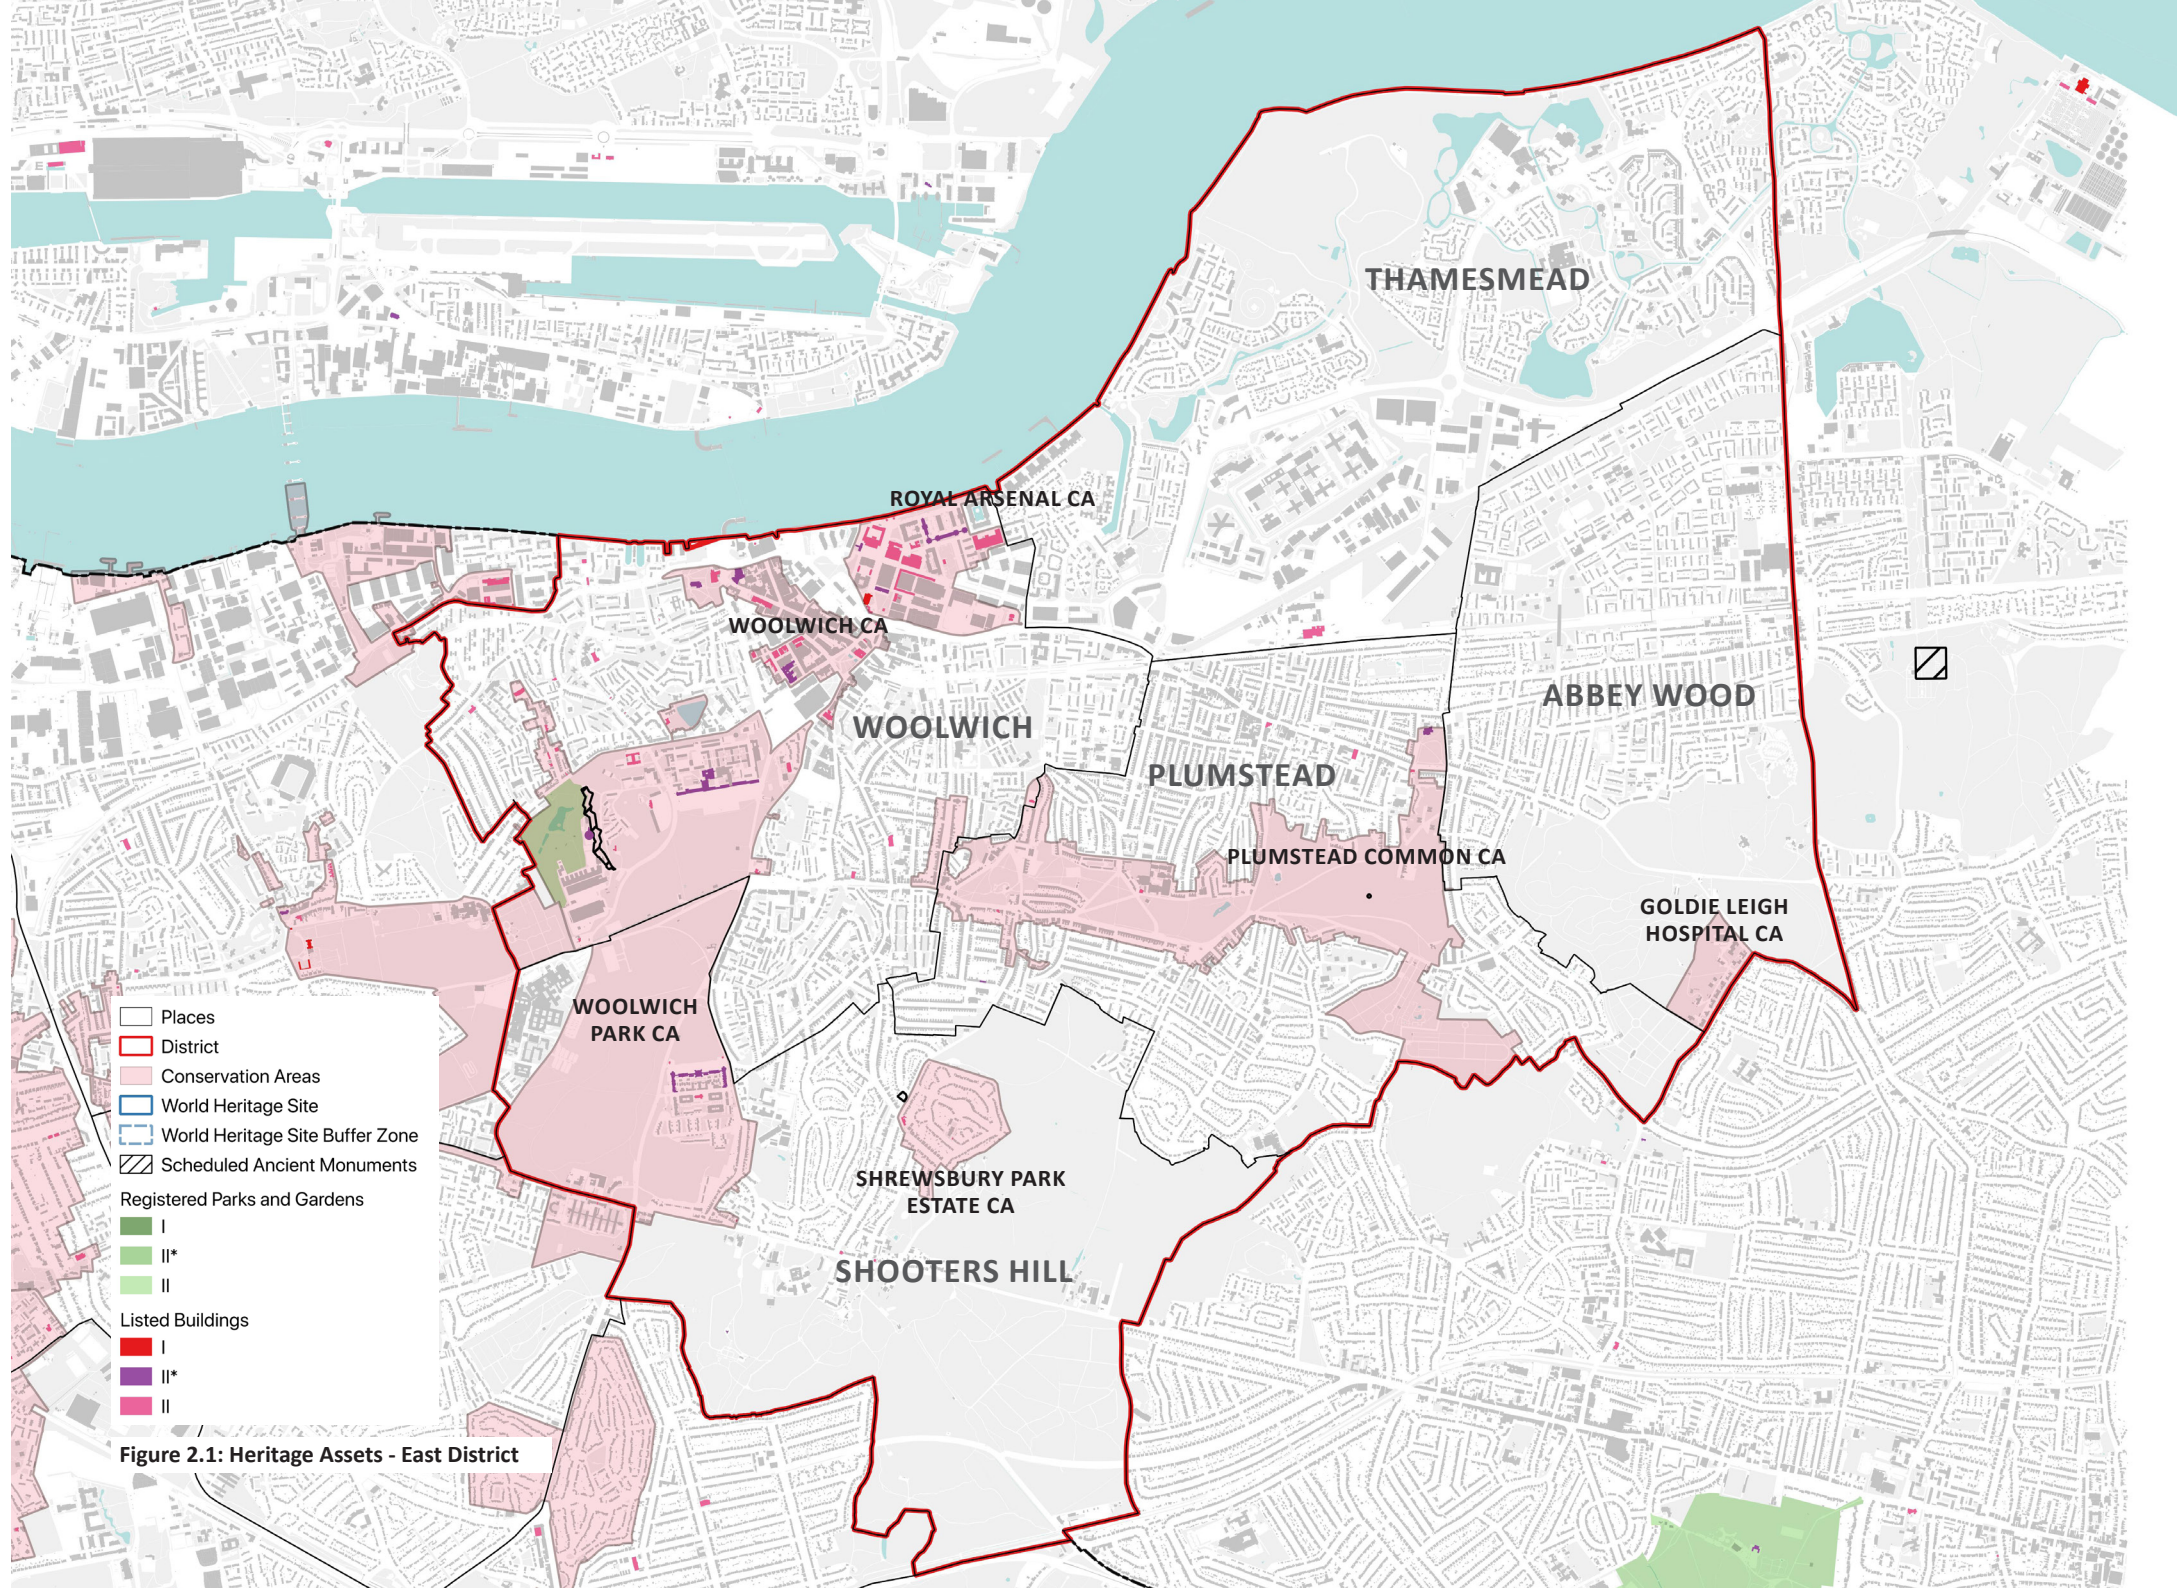 THAMESMEAD
ROYAL ARSENAL CA
WOOLWICH CA
WOOLWICH
ABBEY WOOD
PLUMSTEAD
PLUMSTEAD COMMON CA
GOLDIE LEIGH
HOSPITAL CA
WOOLWICH
PARK CA
SHREWSBURY PARK
ESTATE CA
SHOOTERS HILL
Places
District
Conservation Areas
World Heritage Site
World Heritage Site Buffer Zone
Scheduled Ancient Monuments
Registered Parks and Gardens
I
II*
II
Listed Buildings
I
II*
II
Figure 2.1: Heritage Assets - East District